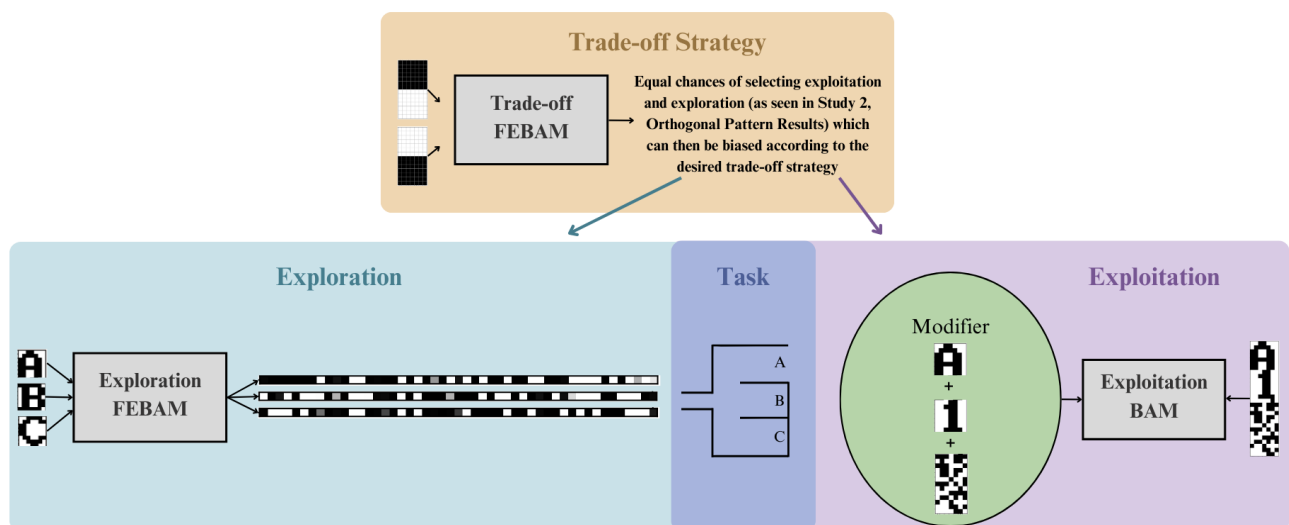 Trade-off Strategy
Trade-off
FEBAM
Equal chances of selecting exploitation
and exploration (as seen in Study 2,
Orthogonal Pattern Results) which
can then be biased according to the
desired trade-off strategy
Exploration
A
B
C
Exploration
FEBAM
Task
A
B
C
Exploitation
Modifier
A
+
1
+
Exploitation
BAM
A
1